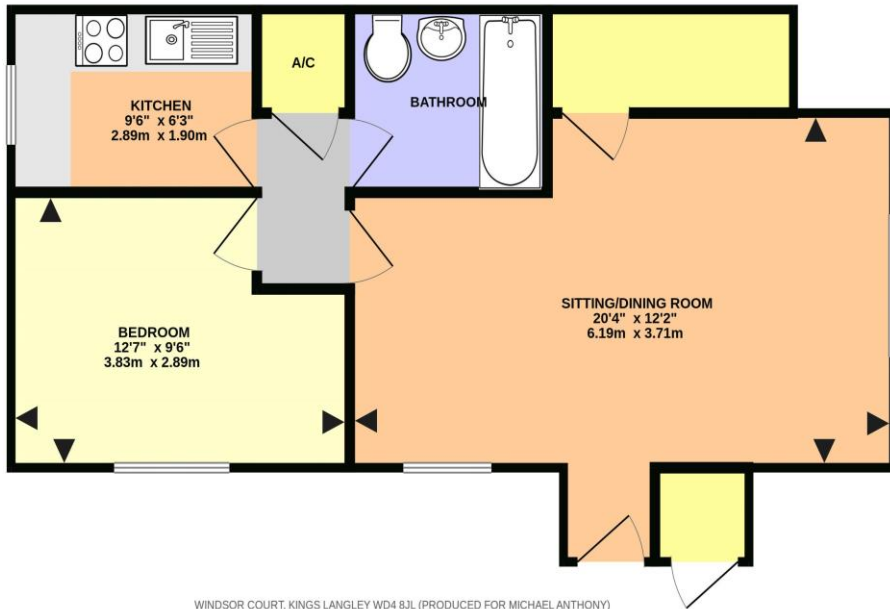 KITCHEN
9'6" x 6'3"
2.89m x 1.90m
A/C
BATHROOM
BEDROOM
12'7" x 9'6"
3.83m x 2.89m
SITTING/DINING ROOM
20'4" x 12'2"
6.19m x 3.71m
WINDSOR COURT, KINGS LANGLEY WD4 8JL (PRODUCED FOR MICHAEL ANTHONY)